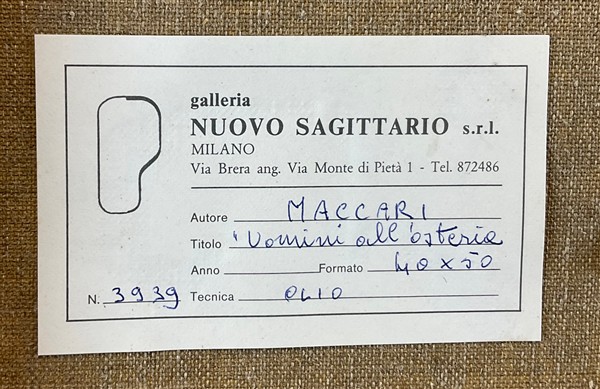 galleria
NUOVO SAGITTARIO s.r.l.
MILANO
Via Brera ang. Via Monte di Pietà 1 - Tel. 872486
Autore MACCARI
Titolo "Uomini all'osteria
Anno Formato 40x50
N. 3939 Tecnica OLIO